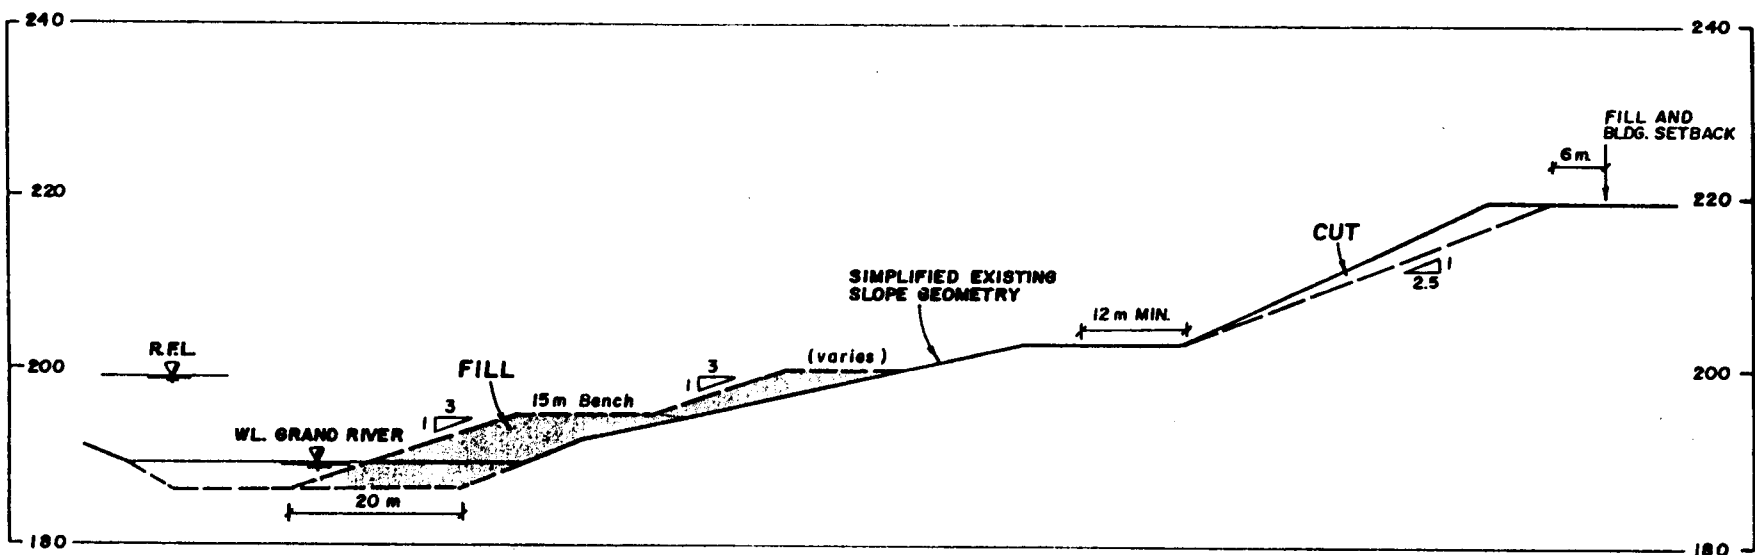 240
240
FILL AND
BLDG. SETBACK
6 m.
220
220
CUT
1
2.5
SIMPLIFIED EXISTING
SLOPE GEOMETRY
12 m MIN.
R.F.L.
200
FILL
3
1
(varies)
200
15m Bench
3
1
WL. GRAND RIVER
20 m
180
180